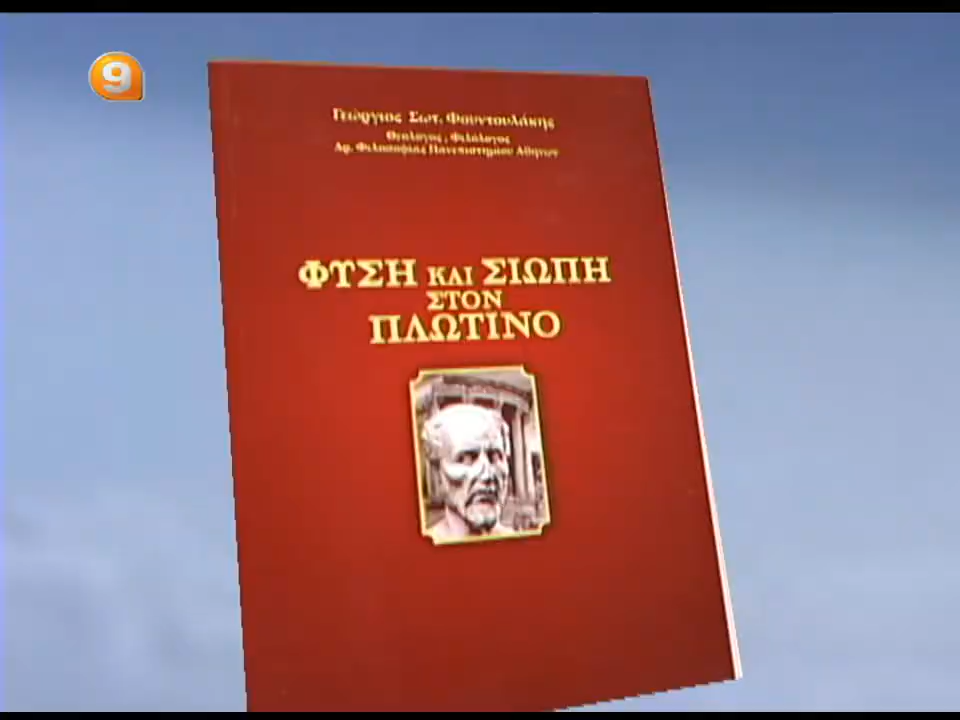 9
Γεώργιος Σωτ. Φουντουλάκης
Θεολόγος, Φιλόλογος
Δρ. Φιλοσοφίας Πανεπιστημίου Αθηνών
ΦΥΣΗ ΚΑΙ ΣΙΩΠΗ
ΣΤΟΝ
ΠΛΩΤΙΝΟ